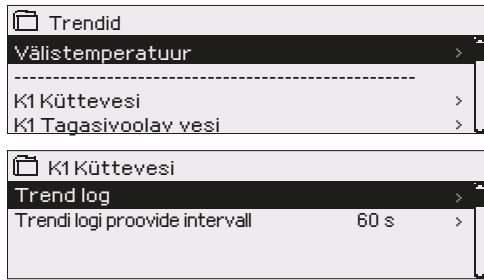 Trendid
Välistemperatuur >
----------------------------------------------------
K1 Küttevesi >
K1 Tagasivoolav vesi >
K1 Küttevesi
Trend log >
Trendi logi proovide intervall 60 s >